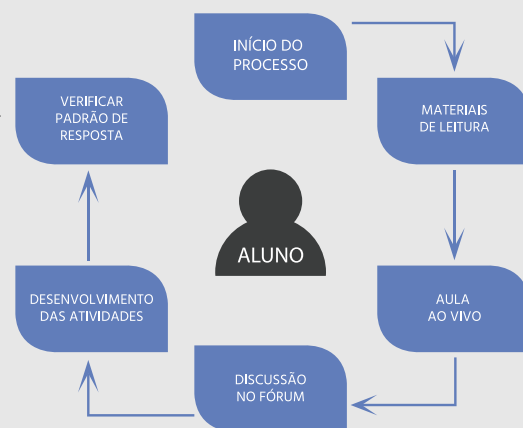 INÍCIO DO
PROCESSO
MATERIAIS
DE LEITURA
AULA
AO VIVO
DISCUSSÃO
NO FÓRUM
DESENVOLVIMENTO
DAS ATIVIDADES
VERIFICAR
PADRÃO DE
RESPOSTA
ALUNO